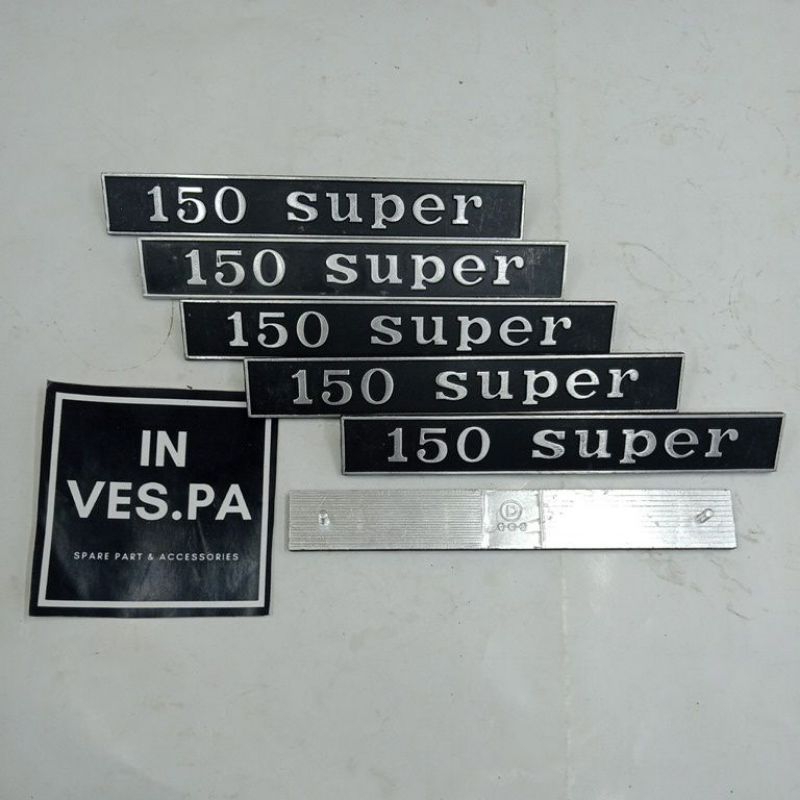 150 super
150 super
150 super
150 super
150 super
IN
VES.PA
SPARE PART & ACCESSORIES